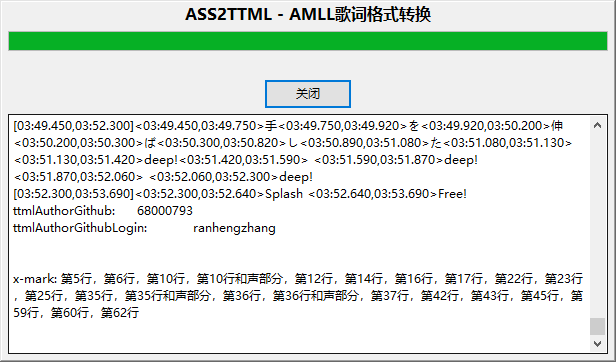 ASS2TTML - AMLL歌词格式转换
关闭
[03:49.450,03:52.300]<03:49.450,03:49.750>手<03:49.750,03:49.920>を<03:49.920,03:50.200>伸
<03:50.200,03:50.300>ば<03:50.300,03:50.820>し<03:50.890,03:51.080>た<03:51.080,03:51.130>
<03:51.130,03:51.420>deep!<03:51.420,03:51.590> <03:51.590,03:51.870>deep!
<03:51.870,03:52.060> <03:52.060,03:52.300>deep!
[03:52.300,03:53.690]<03:52.300,03:52.640>Splash <03:52.640,03:53.690>Free!
ttmlAuthorGithub: 68000793
ttmlAuthorGithubLogin: ranhengzhang
x-mark: 第5行，第6行，第10行，第10行和声部分，第12行，第14行，第16行，第17行，第22行，第23行
，第25行，第35行，第35行和声部分，第36行，第36行和声部分，第37行，第42行，第43行，第45行，第
59行，第60行，第62行